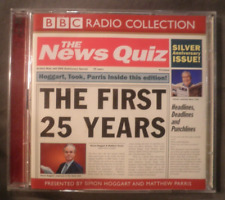 BBC RADIO COLLECTION
THE
News Quiz
SILVER
Anniversary
ISSUE!
Hoggart, Took, Parris inside this edition!
THE FIRST
25 YEARS
Headlines,
Deadlines and
Punchlines
PRESENTED BY SIMON HOGGART AND MATTHEW PARRIS